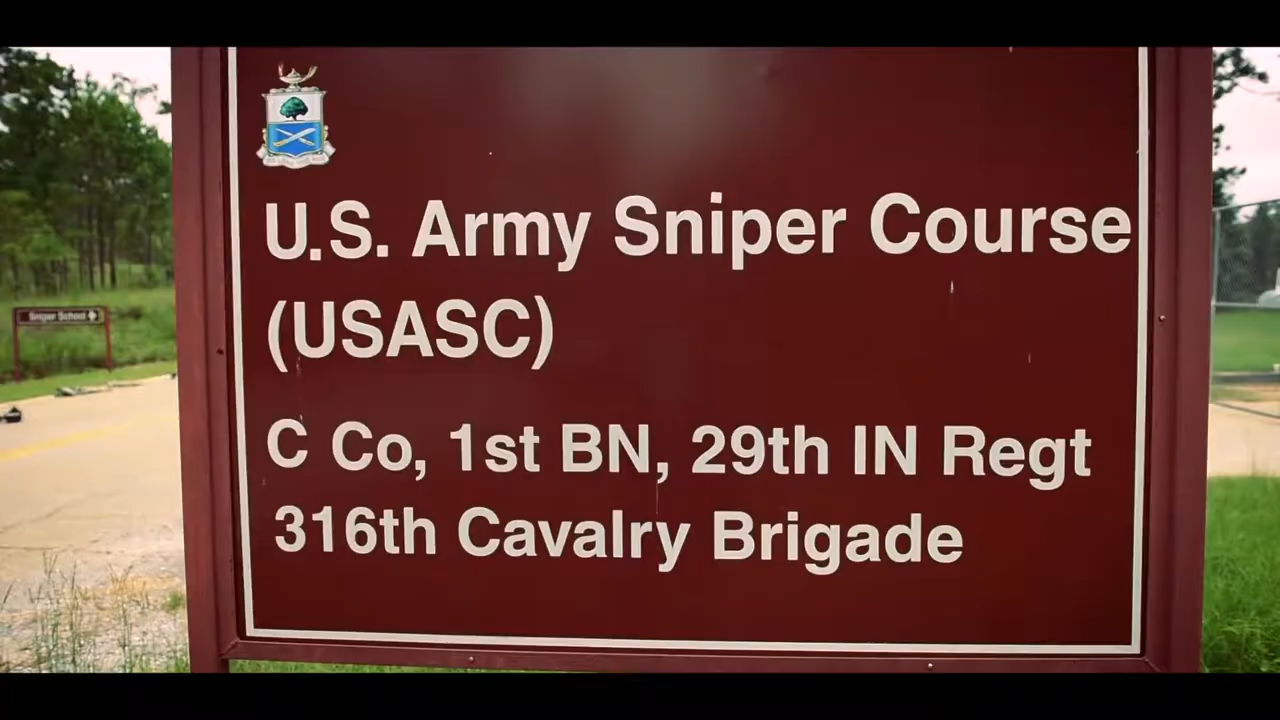 U.S. Army Sniper Course
(USASC)
C Co, 1st BN, 29th IN Regt
316th Cavalry Brigade
Sniper School